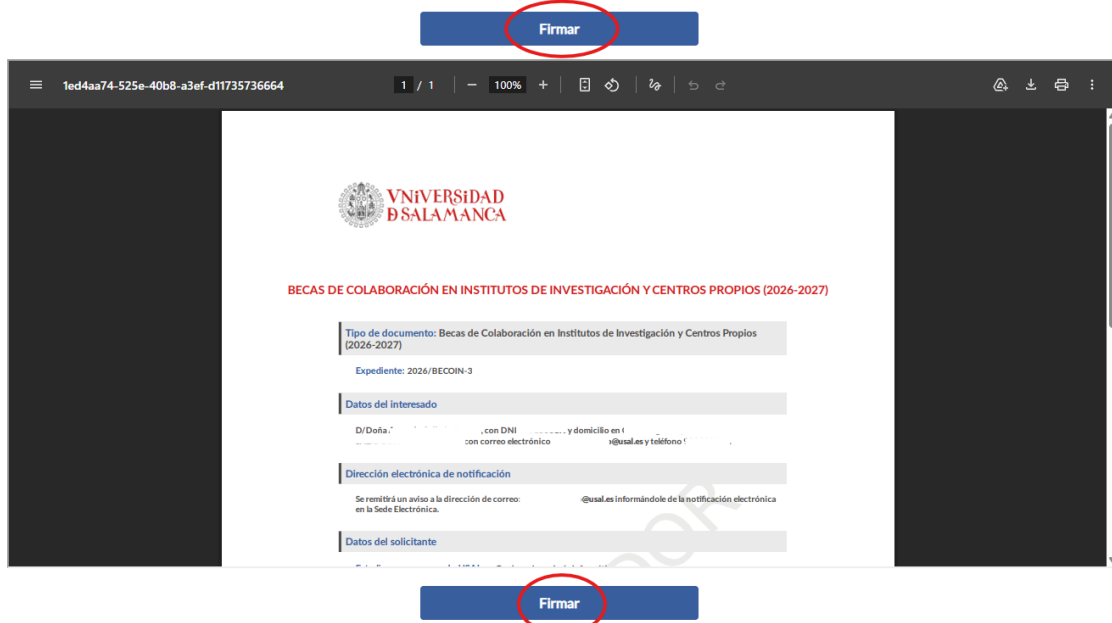 Firmar
1ed4aa74-525e-40b8-a3ef-d11735736664 1 / 1 100%
VNiVERSiDAD
D SALAMANCA
BECAS DE COLABORACIÓN EN INSTITUTOS DE INVESTIGACIÓN Y CENTROS PROPIOS (2026-2027)
Tipo de documento: Becas de Colaboración en Institutos de Investigación y Centros Propios
(2026-2027)
Expediente: 2026/BECOIN-3
Datos del interesado
D/Doña , con DNI y domicilio en
con correo electrónico @usal.es y teléfono
Dirección electrónica de notificación
Se remitirá un aviso a la dirección de correo: @usal.es informándole de la notificación electrónica
en la Sede Electrónica.
Datos del solicitante
Firmar